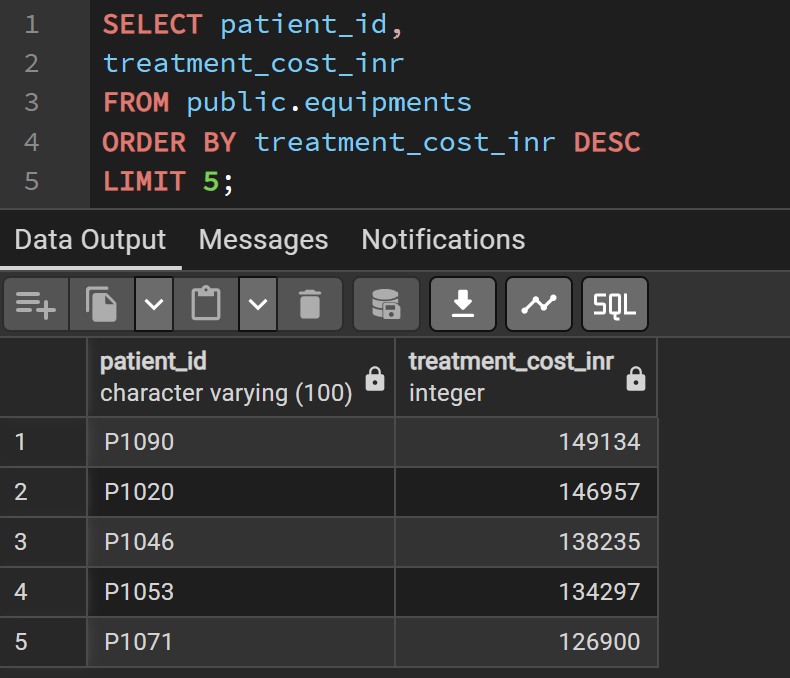 1 SELECT patient_id,
2 treatment_cost_inr
3 FROM public.equipments
4 ORDER BY treatment_cost_inr DESC
5 LIMIT 5;
Data Output Messages Notifications
SQL
patient_id treatment_cost_inr
character varying (100) integer
1 P1090 149134
2 P1020 146957
3 P1046 138235
4 P1053 134297
5 P1071 126900